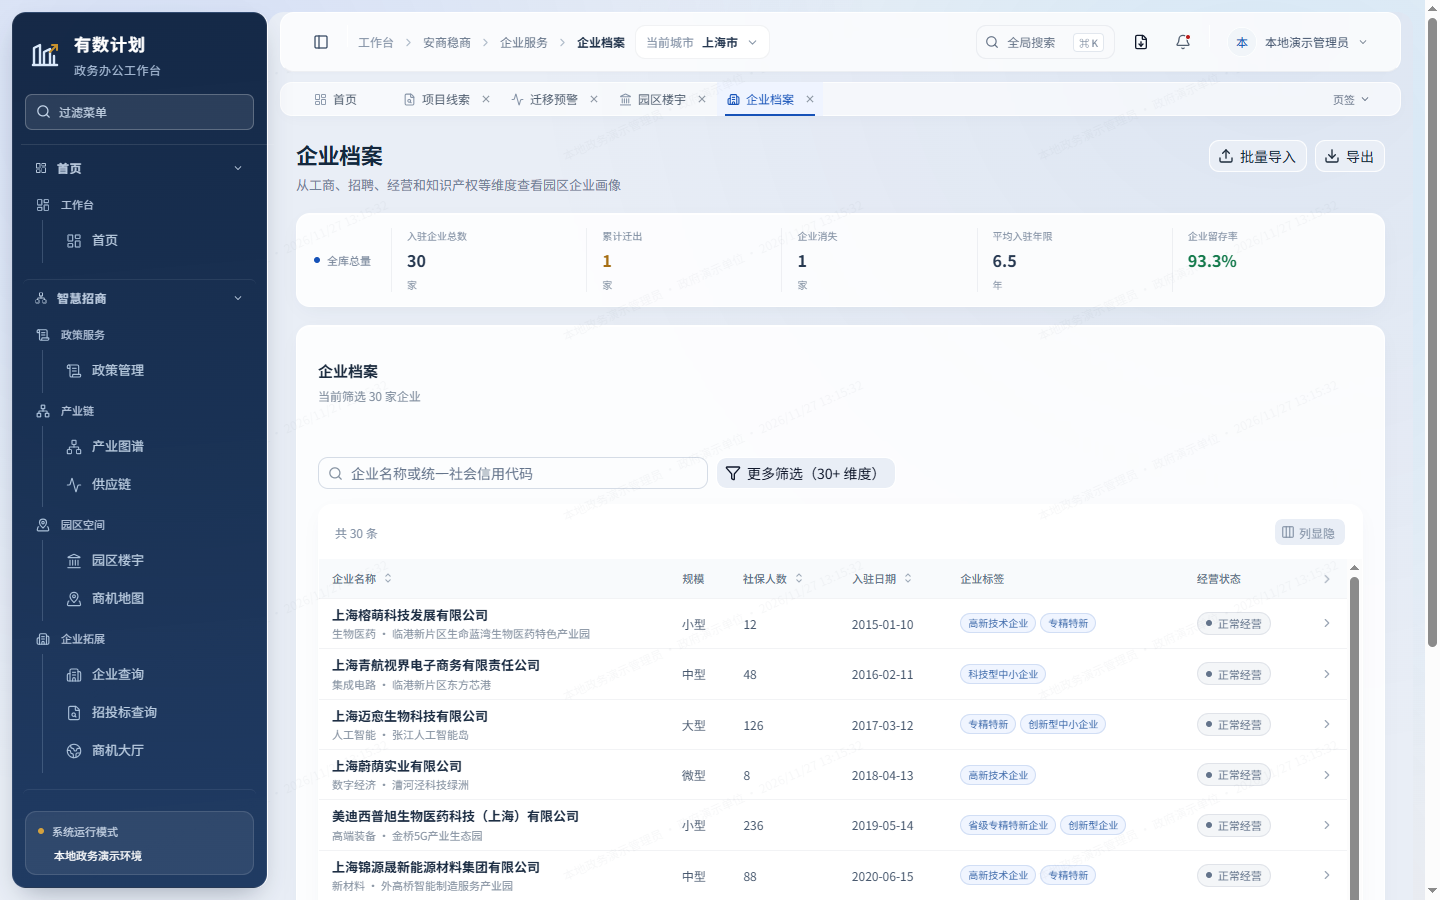 有数计划
政务办公工作台
过滤菜单
首页
工作台
首页
智慧招商
政策服务
政策管理
产业链
产业图谱
供应链
园区空间
园区楼宇
商机地图
企业拓展
企业查询
招投标查询
商机大厅
系统运行模式
本地政务演示环境
工作台 > 安商稳商 > 企业服务 > 企业档案 当前城市 上海市
全局搜索 ⌘K 本 本地演示管理员
首页 项目线索 × 迁移预警 × 园区楼宇 × 企业档案 × 页签
企业档案
从工商、招聘、经营和知识产权等维度查看园区企业画像
批量导入 导出
全库总量
入驻企业总数
30
家
累计迁出
1
家
企业消失
1
家
平均入驻年限
6.5
年
企业留存率
93.3%
企业档案
当前筛选 30 家企业
企业名称或统一社会信用代码 更多筛选（30+ 维度）
共 30 条 列显隐
企业名称 规模 社保人数 入驻日期 企业标签 经营状态
上海榕萌科技发展有限公司
生物医药 • 临港新片区生命蓝湾生物医药特色产业园
小型 12 2015-01-10 高新技术企业 专精特新 正常经营
上海青航视界电子商务有限责任公司
集成电路 • 临港新片区东方芯港
中型 48 2016-02-11 科技型中小企业 正常经营
上海迈愈生物科技有限公司
人工智能 • 张江人工智能岛
大型 126 2017-03-12 专精特新 创新型中小企业 正常经营
上海蔚荫实业有限公司
数字经济 • 漕河泾科技绿洲
微型 8 2018-04-13 高新技术企业 正常经营
美迪西普旭生物医药科技（上海）有限公司
高端装备 • 金桥5G产业生态园
小型 236 2019-05-14 省级专精特新企业 创新型企业 正常经营
上海锦源晟新能源材料集团有限公司
新材料 • 外高桥智能制造服务产业园
中型 88 2020-06-15 高新技术企业 专精特新 正常经营